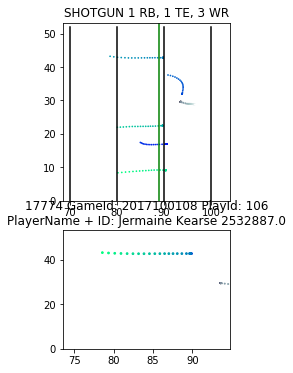 SHOTGUN 1 RB, 1 TE, 3 WR
50
40
30
20
10
0
70 80 90 100
17774 GameId: 2017100108 PlayId: 106
PlayerName + ID: Jermaine Kearse 2532887.0
40
20
0
75 80 85 90